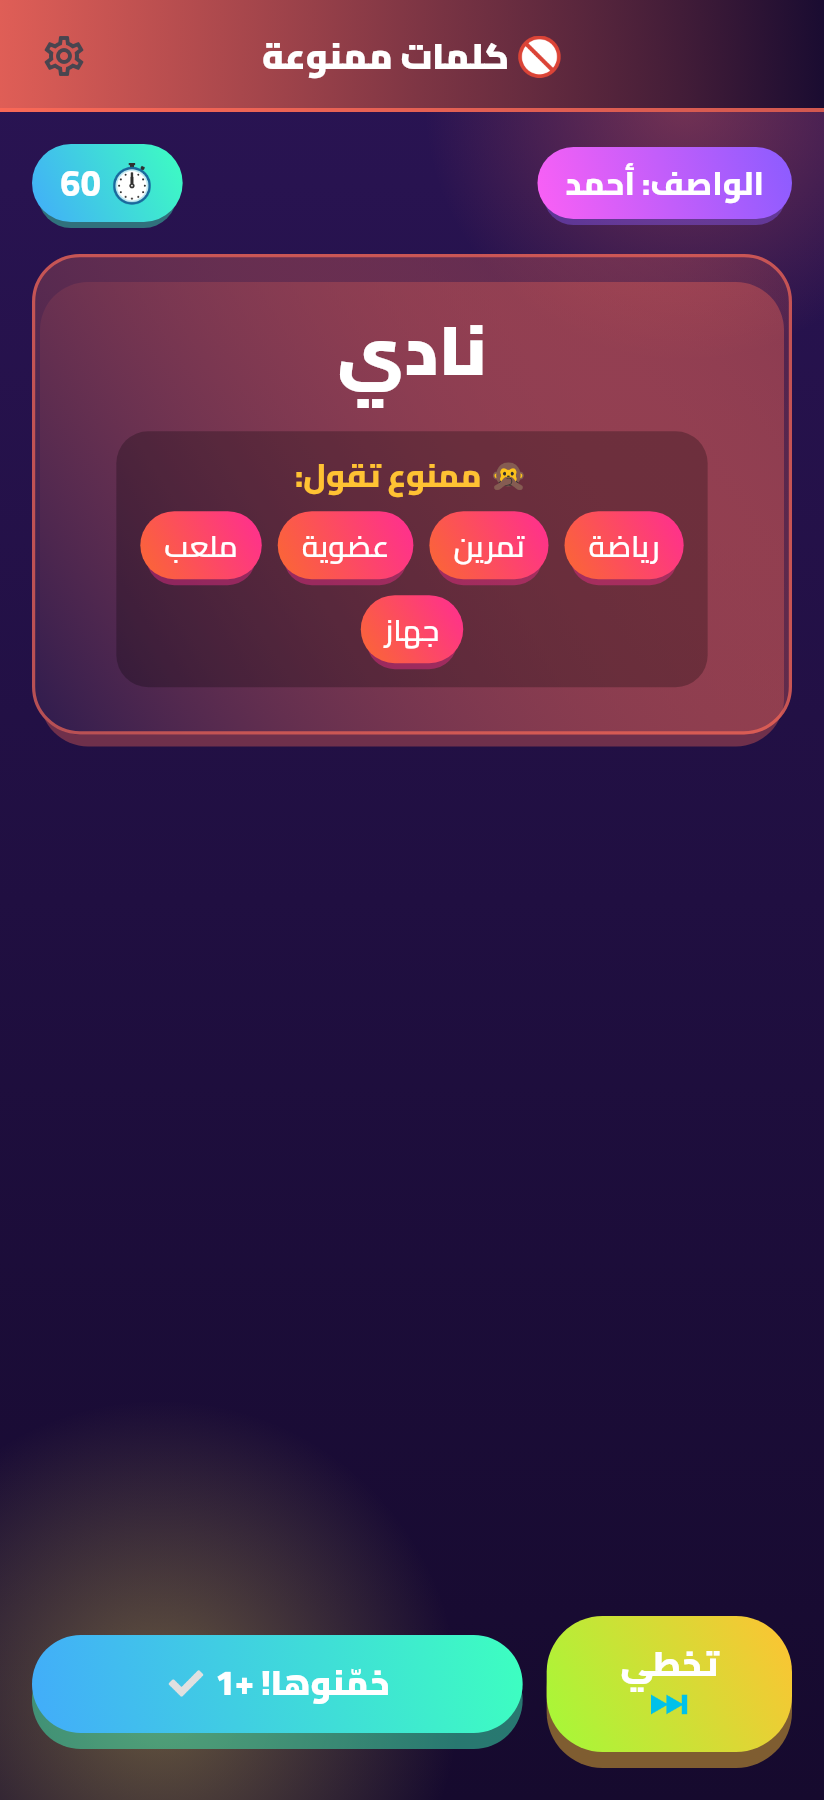 🚫 كلمات ممنوعة
الواصف: أحمد
⏱️ 60
نادي
🙊 ممنوع تقول:
رياضة تمرين عضوية ملعب
جهاز
تخطي
⏭
خمّنوها! +1 ✔